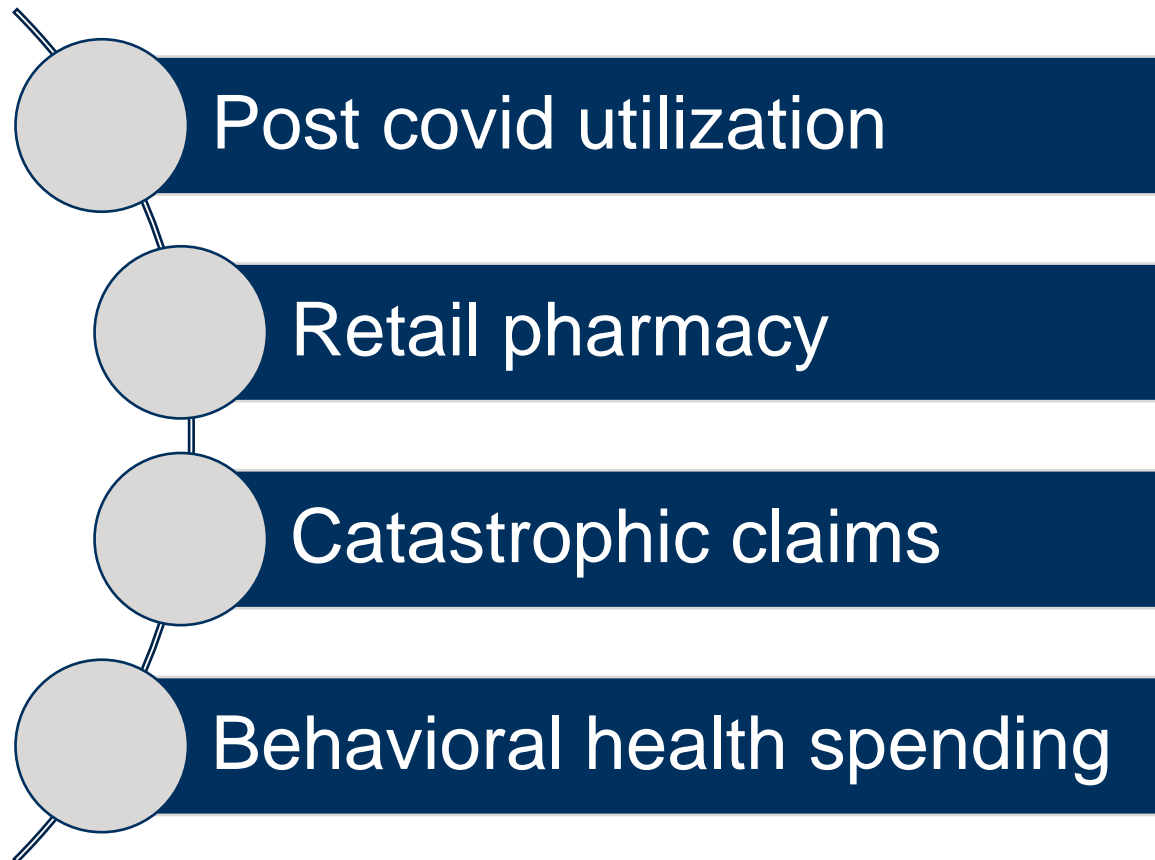 Post covid utilization
Retail pharmacy
Catastrophic claims
Behavioral health spending